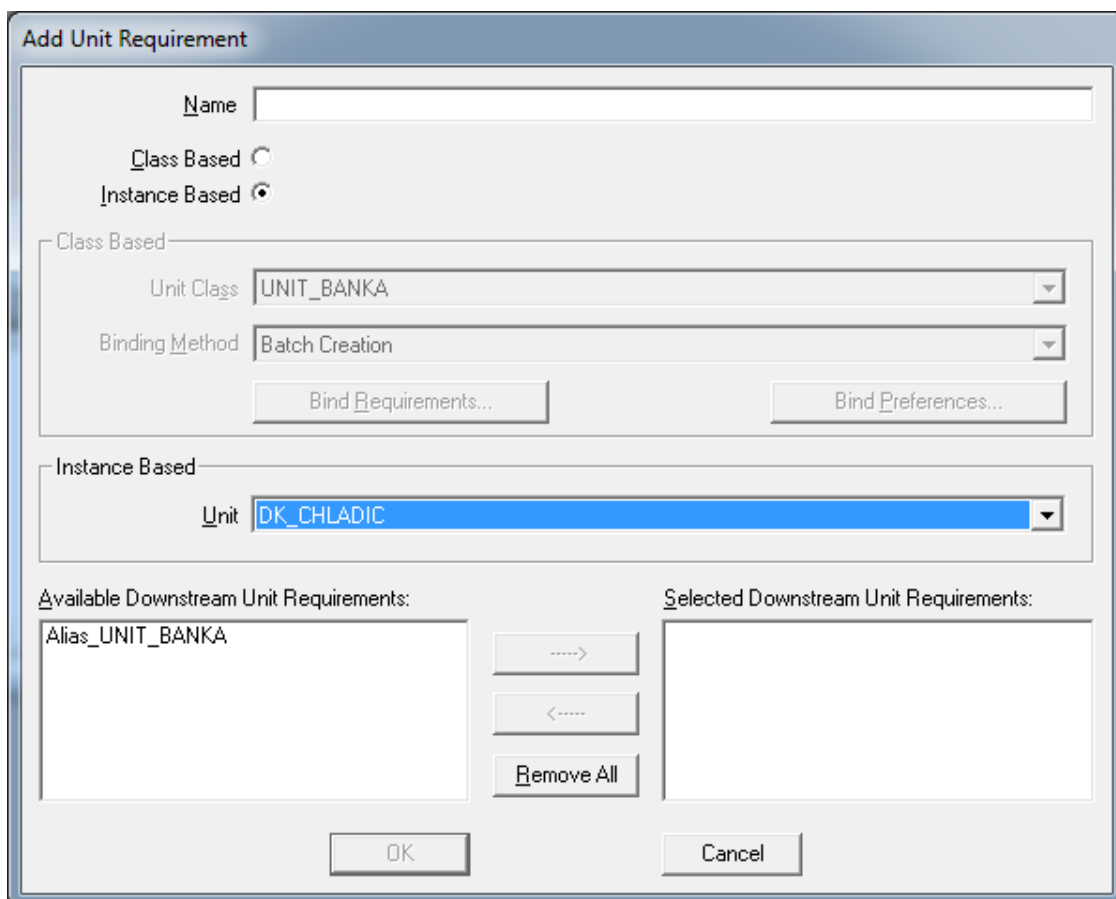 Add Unit Requirement
Name
Class Based
Instance Based
Class Based
Unit Class UNIT_BANKA
Binding Method Batch Creation
Bind Requirements... Bind Preferences...
Instance Based
Unit DK_CHLADIC
Available Downstream Unit Requirements: Selected Downstream Unit Requirements:
Alias_UNIT_BANKA
----->
<-----
Remove All
OK Cancel